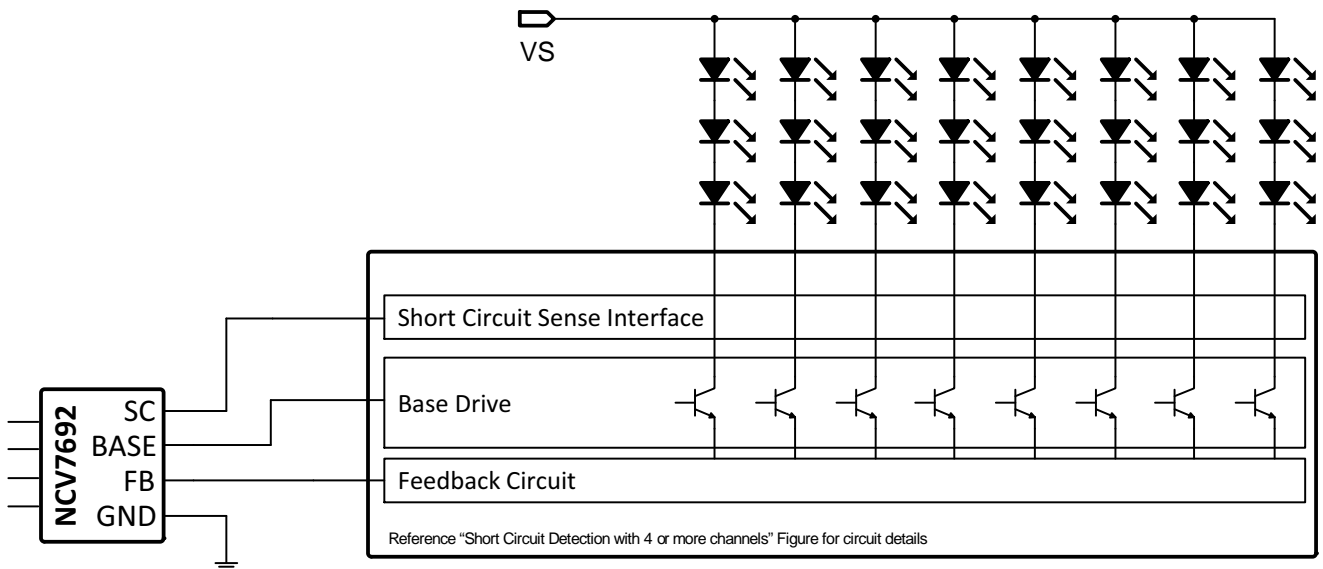 VS
Short Circuit Sense Interface
NCV7692
SC
BASE
FB
GND
Base Drive
Feedback Circuit
Reference “Short Circuit Detection with 4 or more channels” Figure for circuit details